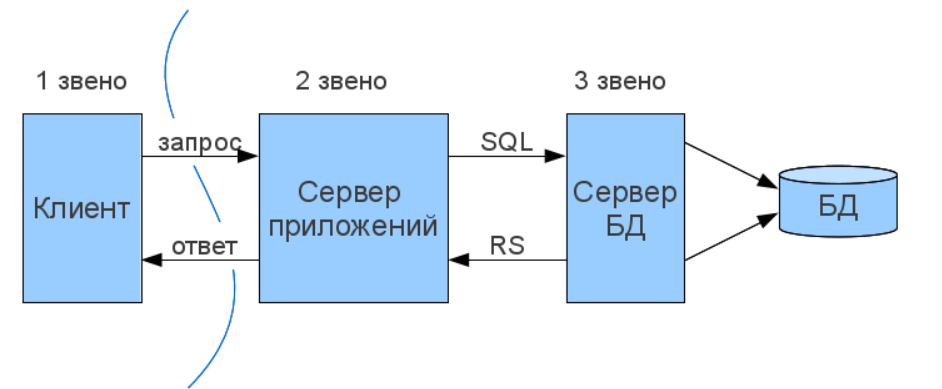 1 звено
2 звено
3 звено
запрос
SQL
Клиент
Сервер
приложений
Сервер
БД
БД
ответ
RS